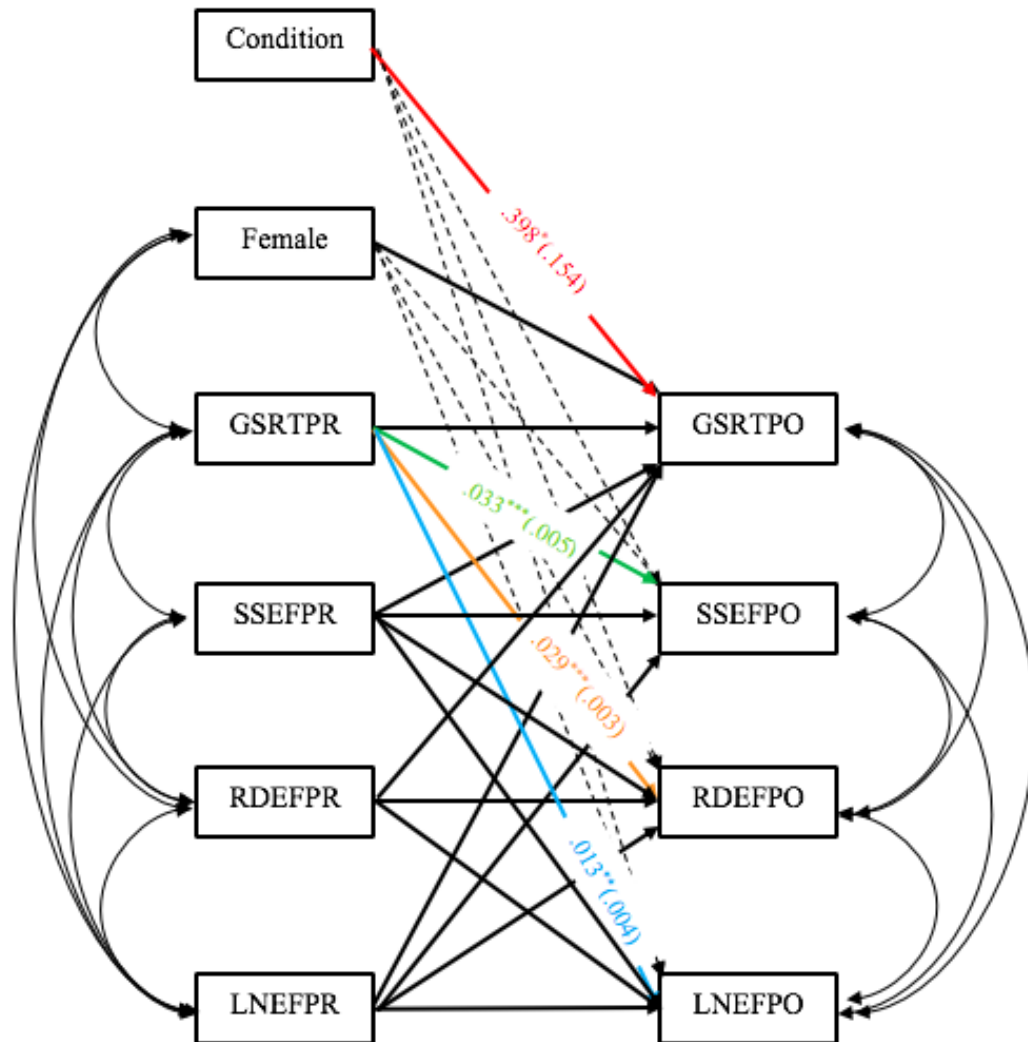 Condition
.398*(.154)
Female
GSRTPR
GSRTPO
.033***(.005)
SSEFPR
SSEFPO
.029***(.003)
RDEFPR
RDEFPO
.013**(.004)
LNEFPR
LNEFPO